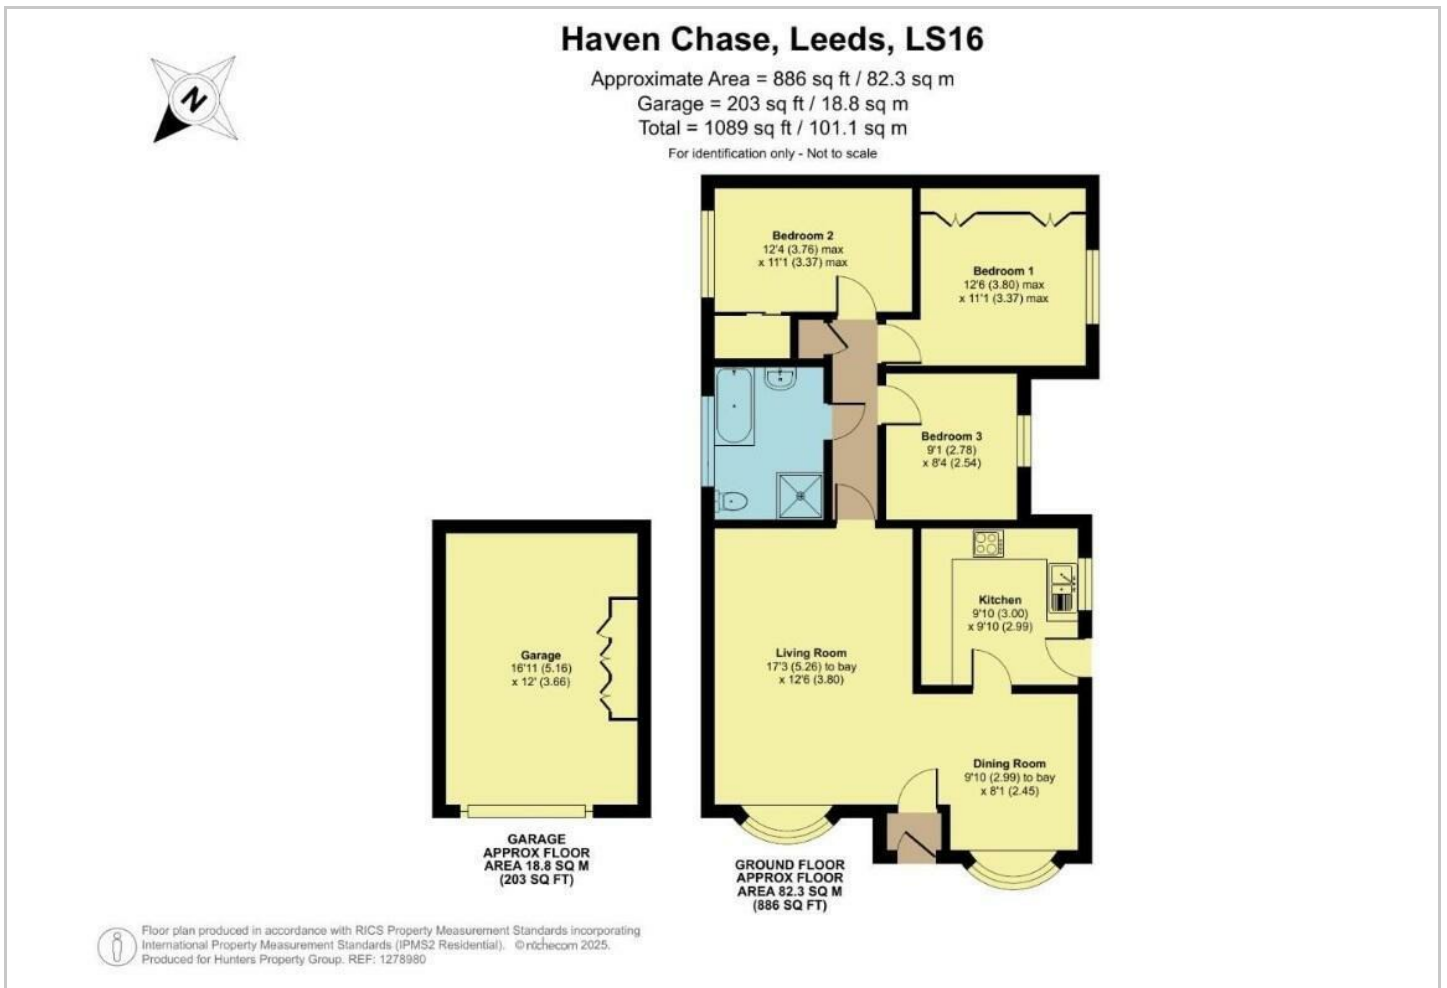 Haven Chase, Leeds, LS16
Approximate Area = 886 sq ft / 82.3 sq m
Garage = 203 sq ft / 18.8 sq m
Total = 1089 sq ft / 101.1 sq m
For identification only - Not to scale
N
Bedroom 2
12'4 (3.76) max
x 11'1 (3.37) max
Bedroom 1
12'6 (3.80) max
x 11'1 (3.37) max
Bedroom 3
9'1 (2.78)
x 8'4 (2.54)
Kitchen
9'10 (3.00)
x 9'10 (2.99)
Living Room
17'3 (5.26) to bay
x 12'6 (3.80)
Garage
16'11 (5.16)
x 12' (3.66)
Dining Room
9'10 (2.99) to bay
x 8'1 (2.45)
GARAGE
APPROX FLOOR
AREA 18.8 SQ M
(203 SQ FT)
GROUND FLOOR
APPROX FLOOR
AREA 82.3 SQ M
(886 SQ FT)
Floor plan produced in accordance with RICS Property Measurement Standards incorporating
International Property Measurement Standards (IPMS2 Residential). © nichecom 2025.
Produced for Hunters Property Group. REF: 1278980